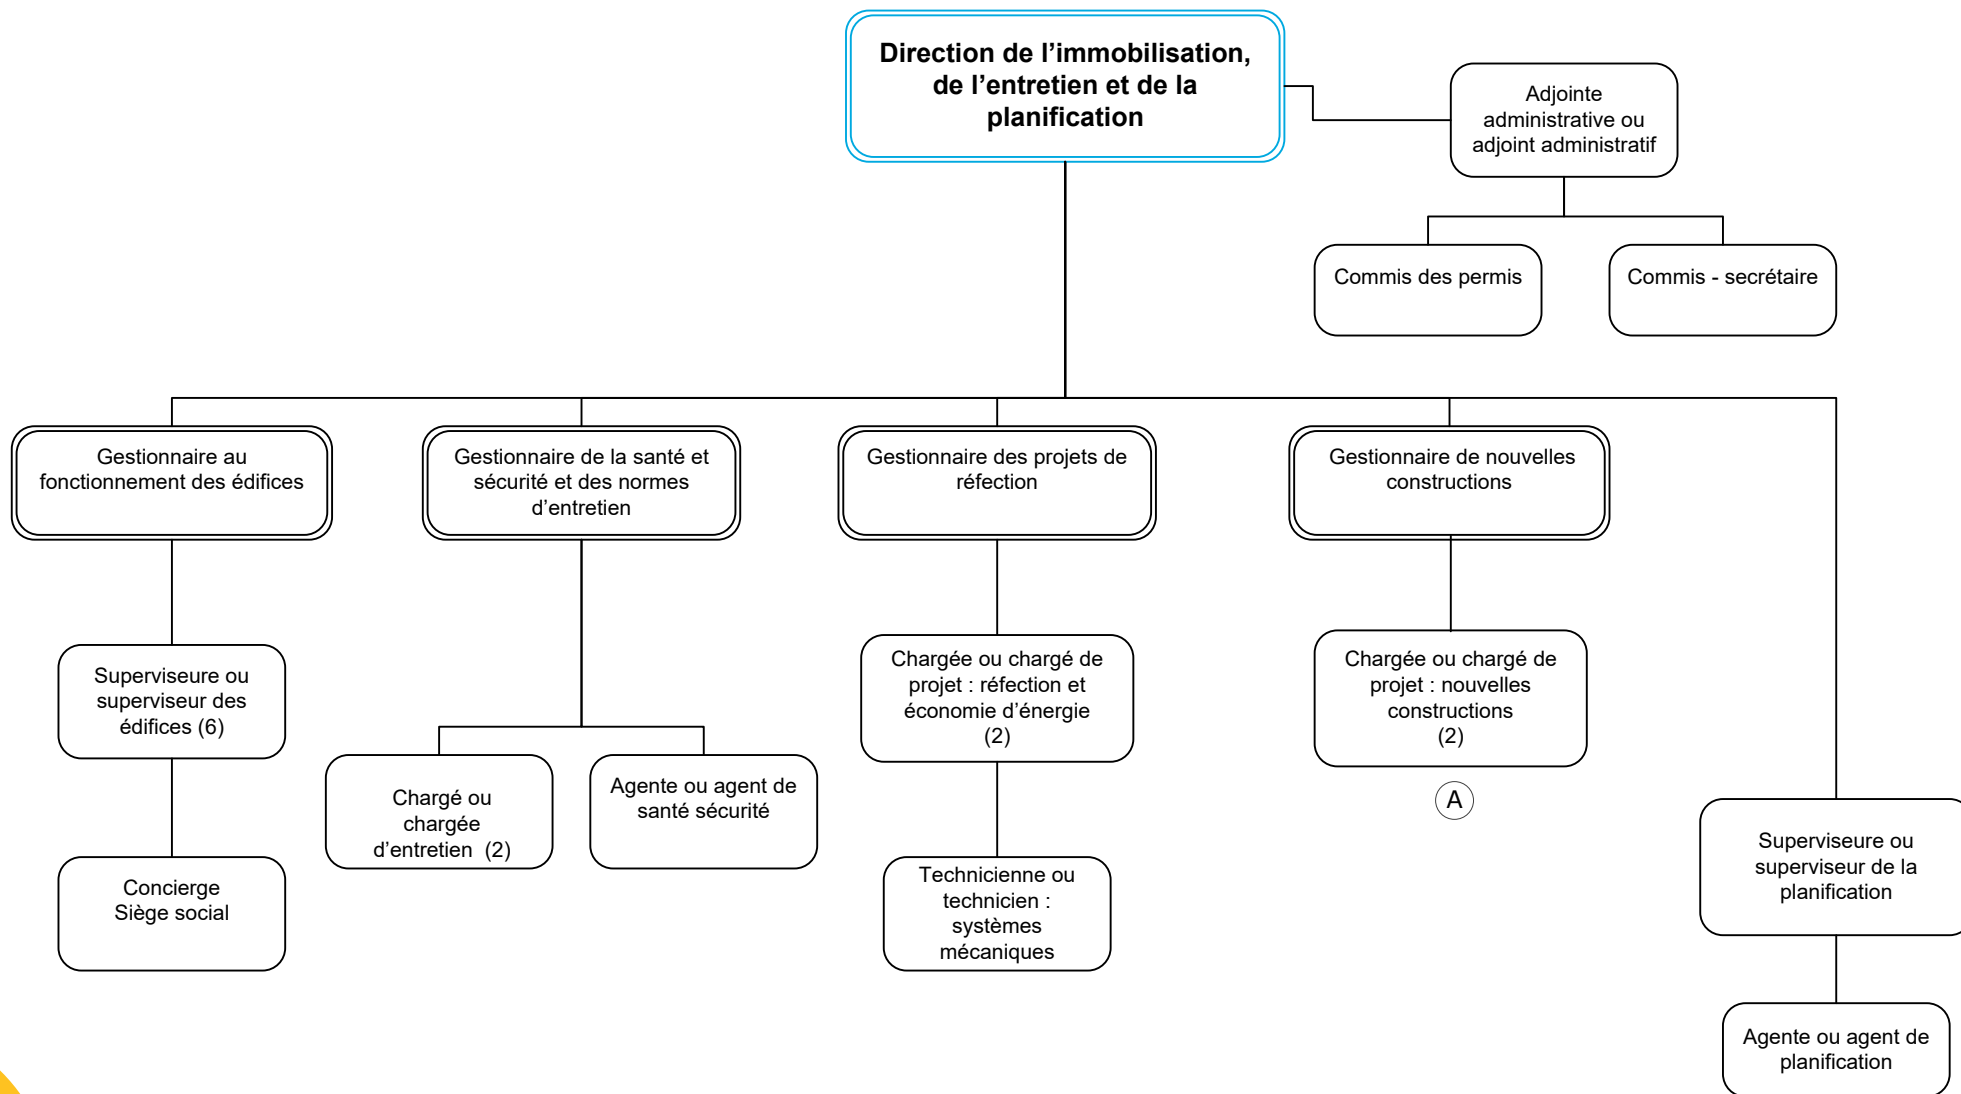 Direction de l’immobilisation,
de l’entretien et de la
planification
Adjointe
administrative ou
adjoint administratif
Commis des permis
Commis - secrétaire
Gestionnaire au
fonctionnement des édifices
Gestionnaire de la santé et
sécurité et des normes
d’entretien
Gestionnaire des projets de
réfection
Gestionnaire de nouvelles
constructions
Superviseure ou
superviseur des
édifices (6)
Chargé ou
chargée
d’entretien  (2)
Agente ou agent de
santé sécurité
Chargée ou chargé de
projet : réfection et
économie d’énergie
(2)
Chargée ou chargé de
projet : nouvelles
constructions
(2)
A
Superviseure ou
superviseur de la
planification
Concierge
Siège social
Technicienne ou
technicien :
systèmes
mécaniques
Agente ou agent de
planification